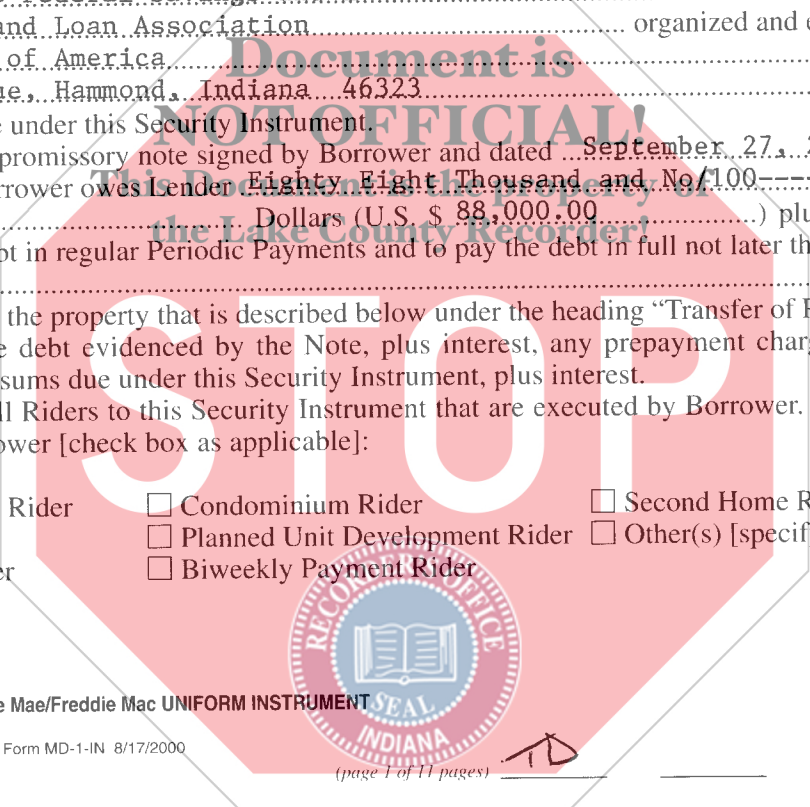 and Loan Association organized and
of America
ue, Hammond, Indiana 46323
under this Security Instrument.
promissory note signed by Borrower and dated September 27,
rrower owes Lender Eighty Eight Thousand and No/100----
Dollars (U.S. $ 88,000.00 ) plu
bt in regular Periodic Payments and to pay the debt in full not later th
the property that is described below under the heading “Transfer of
e debt evidenced by the Note, plus interest, any prepayment charg
sums due under this Security Instrument, plus interest.
ll Riders to this Security Instrument that are executed by Borrower.
ower [check box as applicable]:
Rider ☐ Condominium Rider ☐ Second Home R
☐ Planned Unit Development Rider ☐ Other(s) [specif
er ☐ Biweekly Payment Rider
e Mae/Freddie Mac UNIFORM INSTRUMENT
Form MD-1-IN 8/17/2000
(page 1 of 11 pages) TD
Document is
NOT OFFICIAL!
This Document is the property of
the Lake County Recorder!
STOP
RECORDER'S OFFICE
SEAL
INDIANA